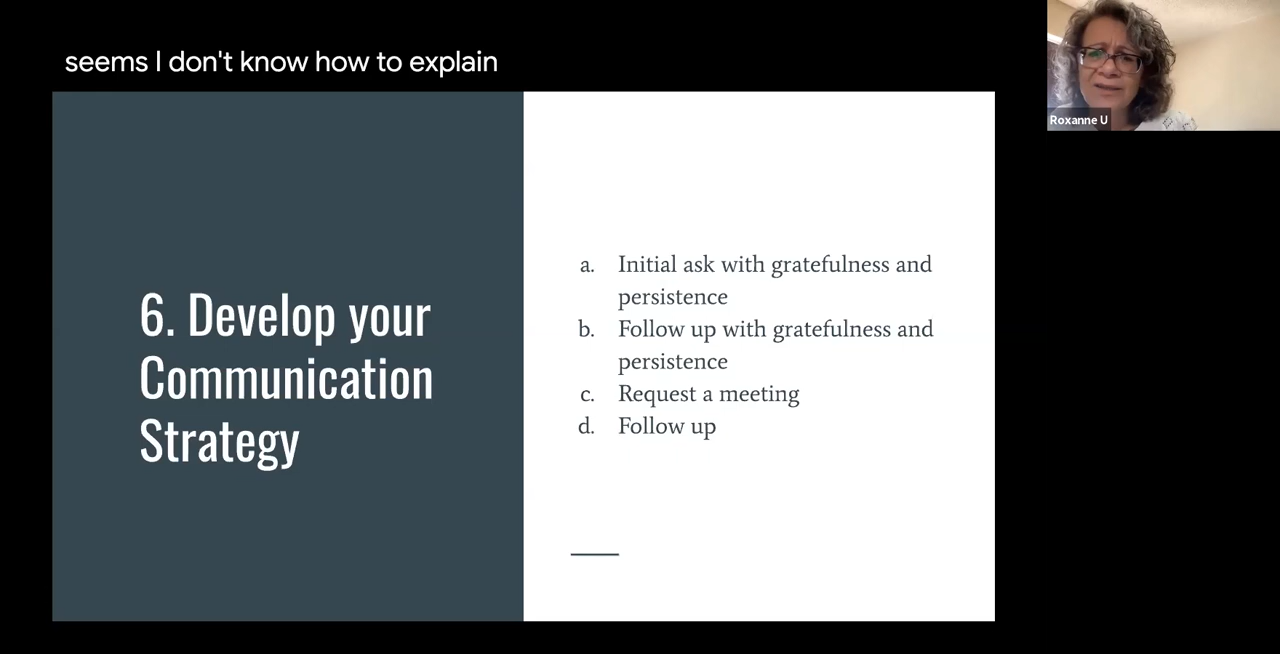 seems I don't know how to explain
Roxanne U
6. Develop your
Communication
Strategy
a. Initial ask with gratefulness and
persistence
b. Follow up with gratefulness and
persistence
c. Request a meeting
d. Follow up